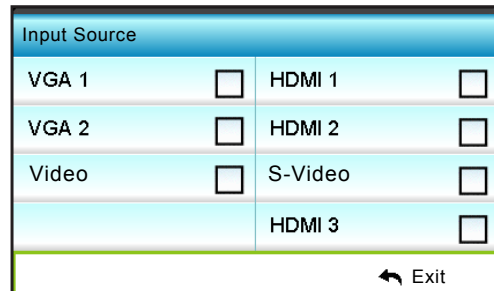 Input Source
VGA 1 HDMI 1
VGA 2 HDMI 2
Video S-Video
HDMI 3
Exit